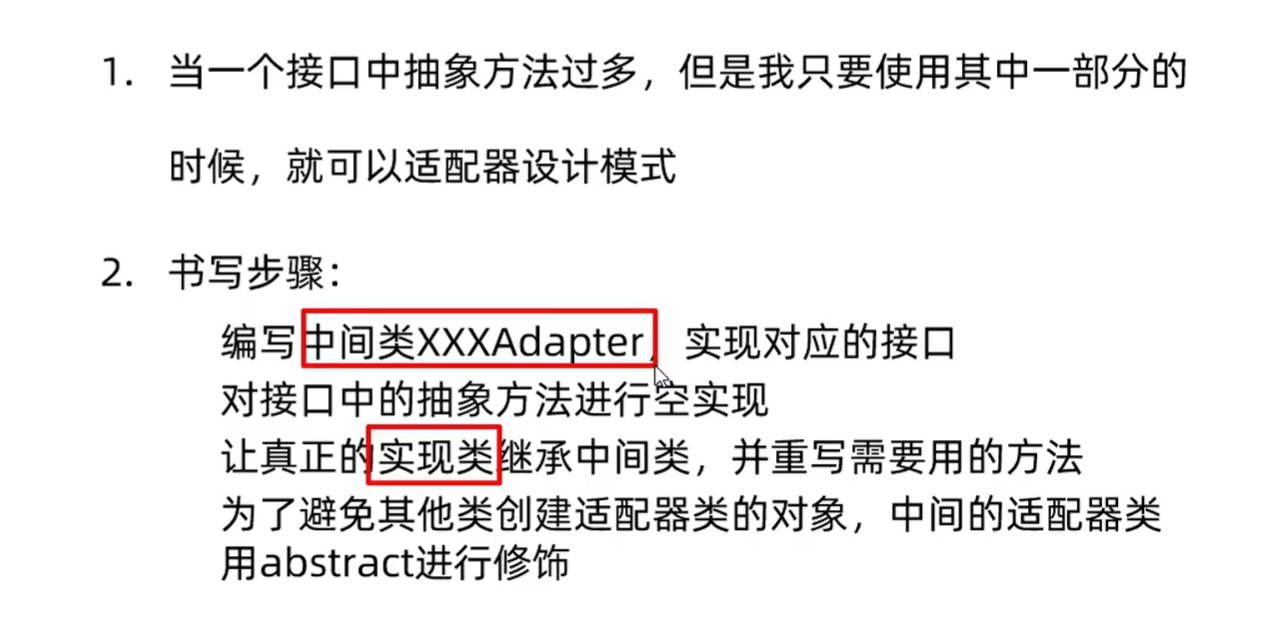 1. 当一个接口中抽象方法过多，但是我只要使用其中一部分的
时候，就可以适配器设计模式
2. 书写步骤：
编写中间类XXXAdapter，实现对应的接口
对接口中的抽象方法进行空实现
让真正的实现类继承中间类，并重写需要用的方法
为了避免其他类创建适配器类的对象，中间的适配器类
用abstract进行修饰